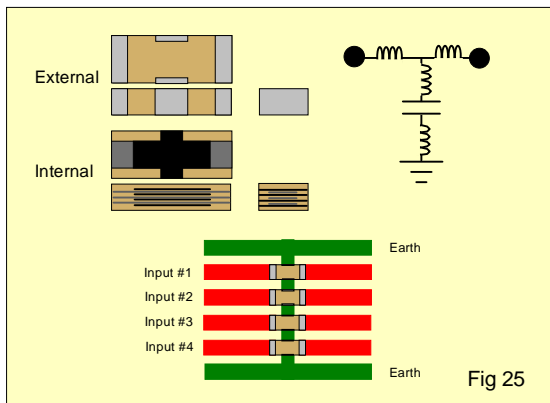 External
Internal
Earth
Input #1
Input #2
Input #3
Input #4
Earth
Fig 25